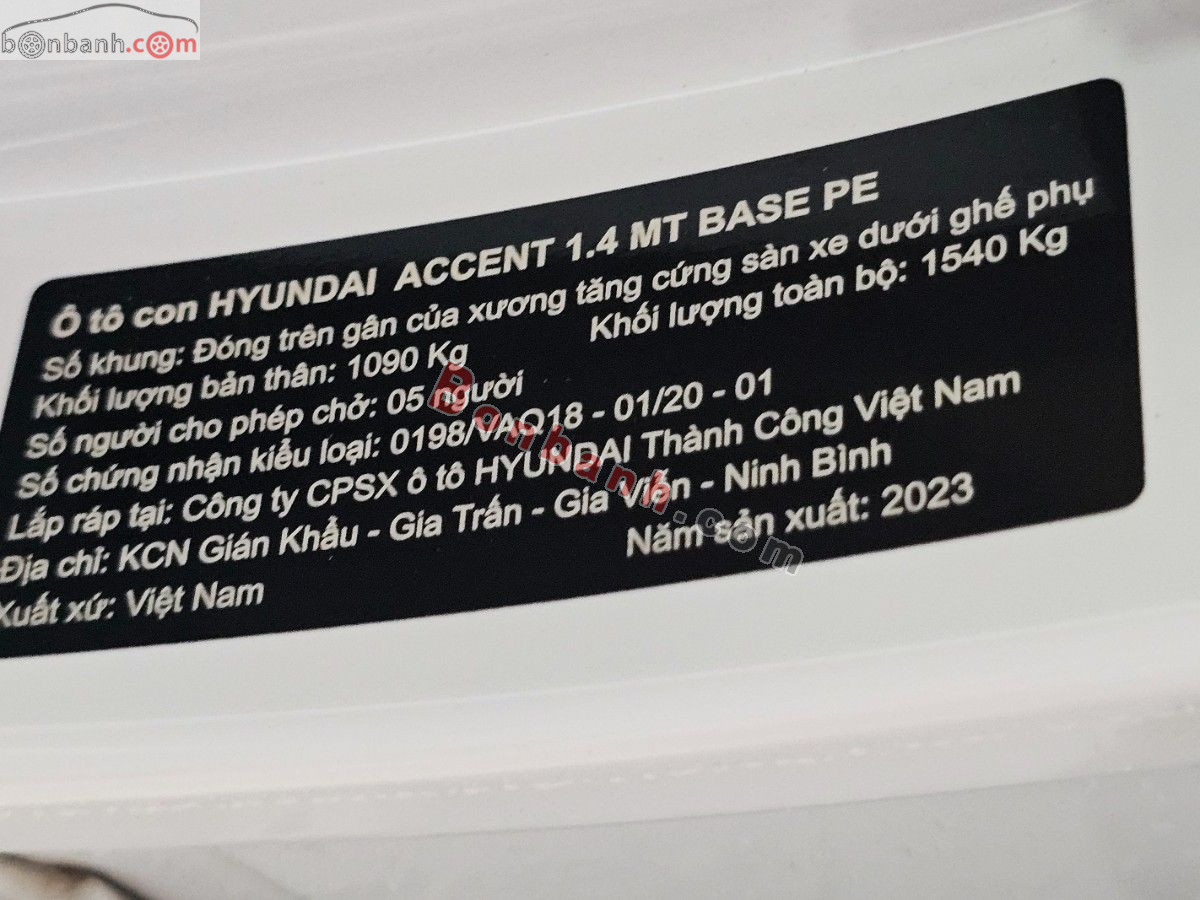 bonbanh.com
Ô tô con HYUNDAI ACCENT 1.4 MT BASE PE
Số khung: Đóng trên gân của xương tăng cứng sàn xe dưới ghế phụ
Khối lượng bản thân: 1090 Kg Khối lượng toàn bộ: 1540 Kg
Số người cho phép chở: 05 người
Số chứng nhận kiểu loại: 0198/VAQ18 - 01/20 - 01
Lắp ráp tại: Công ty CPSX ô tô HYUNDAI Thành Công Việt Nam
Địa chỉ: KCN Gián Khẩu - Gia Trấn - Gia Viễn - Ninh Bình
Xuất xứ: Việt Nam Năm sản xuất: 2023
Bonbanh.com